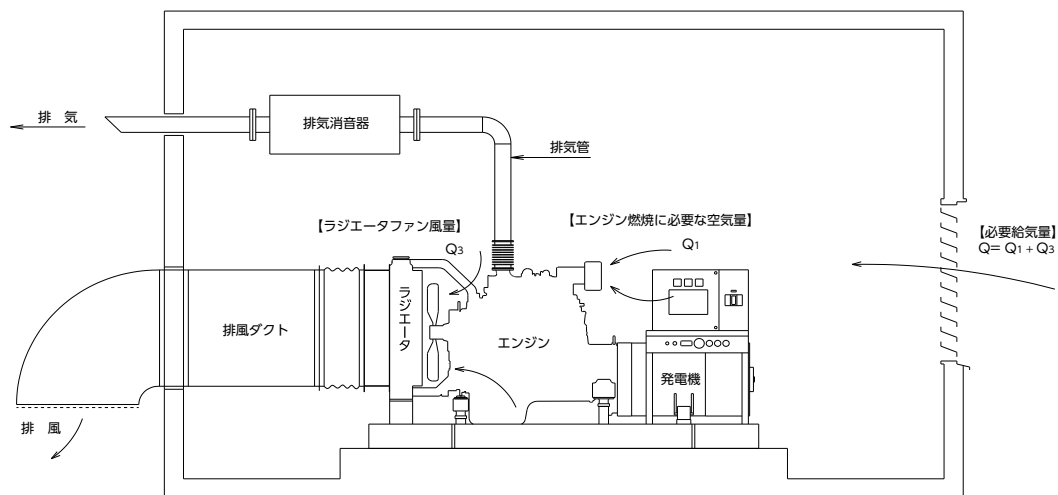 排 気
排気消音器
排気管
【ラジエータファン風量】
Q3
【エンジン燃焼に必要な空気量】
Q1
【必要給気量】
Q= Q1 + Q3
排風ダクト
ラジエータ
エンジン
発電機
排 風